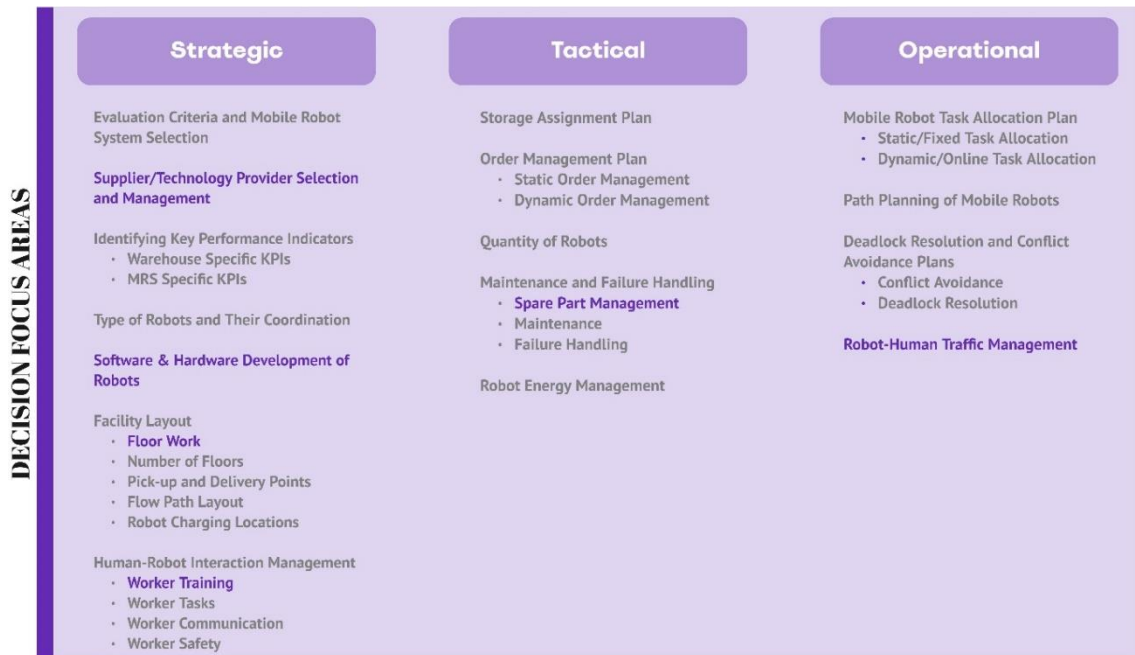 DECISION FOCUS AREAS
Strategic
Evaluation Criteria and Mobile Robot
System Selection
Supplier/Technology Provider Selection
and Management
Identifying Key Performance Indicators
• Warehouse Specific KPIs
• MRS Specific KPIs
Type of Robots and Their Coordination
Software & Hardware Development of
Robots
Facility Layout
• Floor Work
• Number of Floors
• Pick-up and Delivery Points
• Flow Path Layout
• Robot Charging Locations
Human-Robot Interaction Management
• Worker Training
• Worker Tasks
• Worker Communication
• Worker Safety
Tactical
Storage Assignment Plan
Order Management Plan
• Static Order Management
• Dynamic Order Management
Quantity of Robots
Maintenance and Failure Handling
• Spare Part Management
• Maintenance
• Failure Handling
Robot Energy Management
Operational
Mobile Robot Task Allocation Plan
• Static/Fixed Task Allocation
• Dynamic/Online Task Allocation
Path Planning of Mobile Robots
Deadlock Resolution and Conflict
Avoidance Plans
• Conflict Avoidance
• Deadlock Resolution
Robot-Human Traffic Management